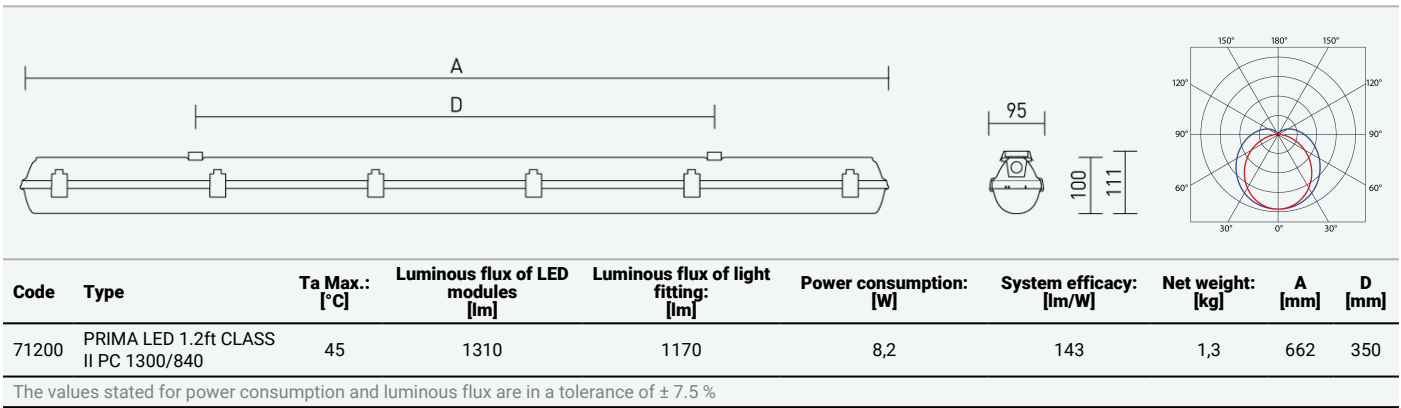 A
D
95
100
111
150° 180° 150°
120° 120°
90° 90°
60° 60°
30° 0° 30°
Code Type Ta Max.: [°C] Luminous flux of LED modules [lm] Luminous flux of light fitting: [lm] Power consumption: [W] System efficacy: [lm/W] Net weight: [kg] A [mm] D [mm]
71200 PRIMA LED 1.2ft CLASS II PC 1300/840 45 1310 1170 8,2 143 1,3 662 350
The values stated for power consumption and luminous flux are in a tolerance of ± 7.5 %